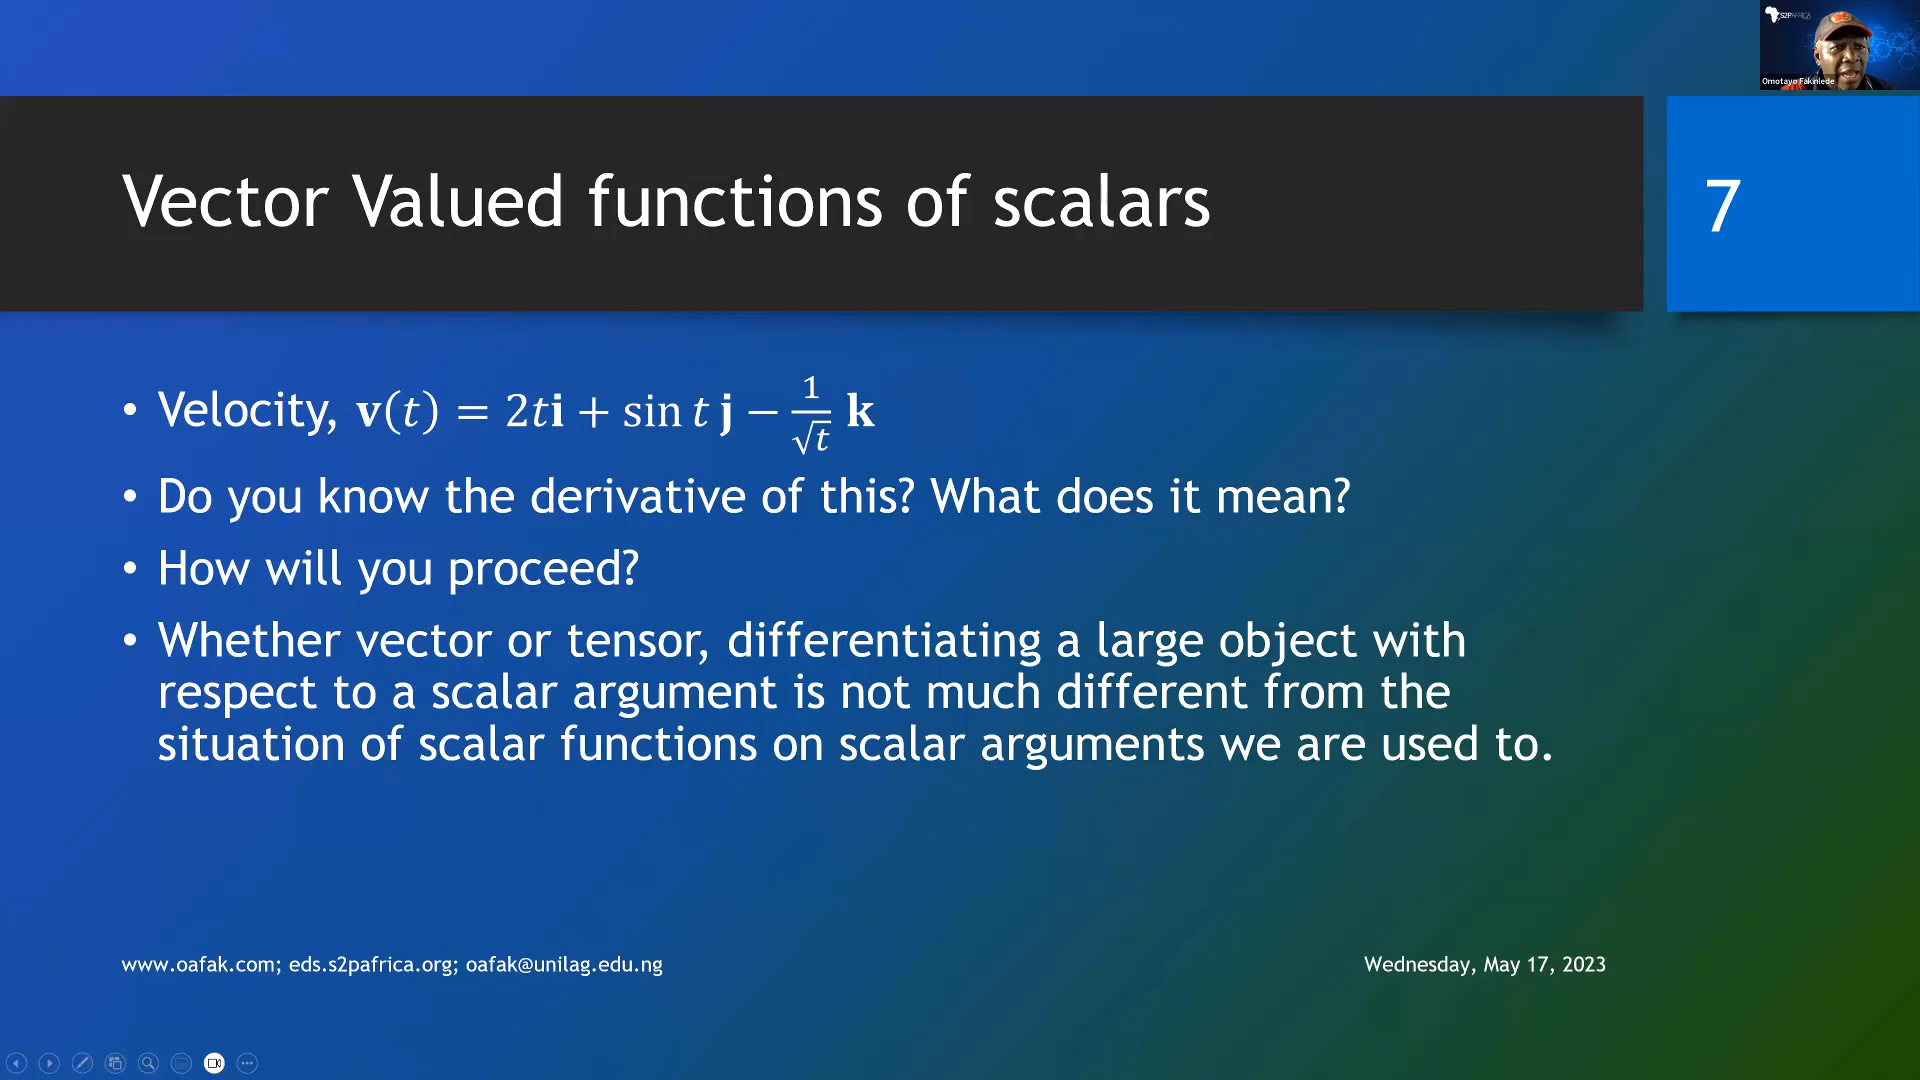 S2PAFRICA
Omotayo Fakinlede
Vector Valued functions of scalars
7
• Velocity, 𝐯(𝑡) = 2𝑡𝐢 + sin 𝑡 𝐣 − 1/√𝑡 𝐤
• Do you know the derivative of this? What does it mean?
• How will you proceed?
• Whether vector or tensor, differentiating a large object with
respect to a scalar argument is not much different from the
situation of scalar functions on scalar arguments we are used to.
www.oafak.com; eds.s2pafrica.org; oafak@unilag.edu.ng
Wednesday, May 17, 2023